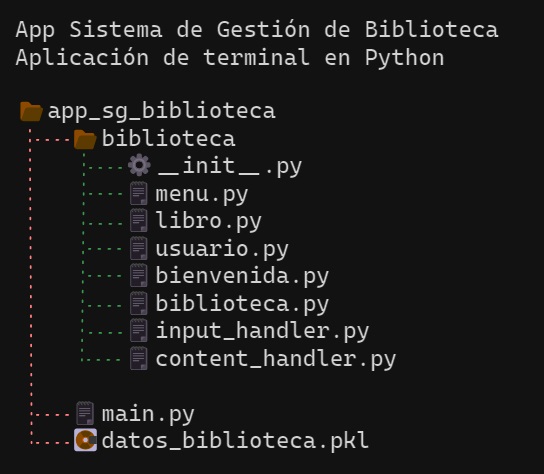 App Sistema de Gestión de Biblioteca
Aplicación de terminal en Python
app_sg_biblioteca
biblioteca
__init__.py
menu.py
libro.py
usuario.py
bienvenida.py
biblioteca.py
input_handler.py
content_handler.py
main.py
datos_biblioteca.pkl